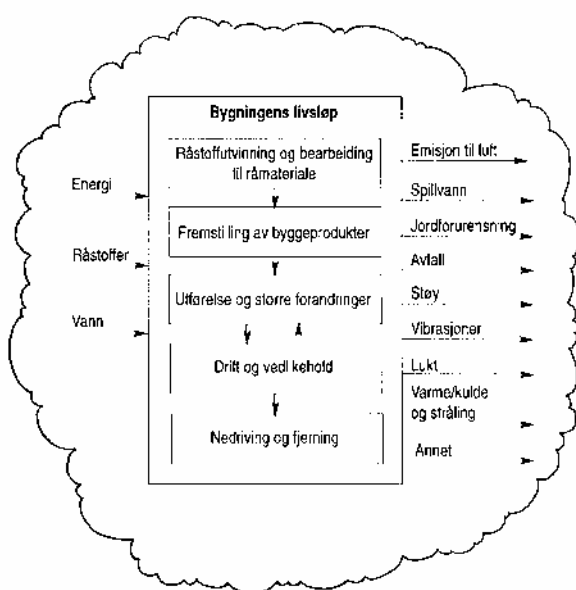 Bygningens livsløp
Råstoffutvinning og bearbeiding
til råmateriale
Fremstilling av byggeprodukter
Utførelse og større forandringer
Drift og vedlikehold
Nedriving og fjerning
Energi
Råstoffer
Vann
Emisjon til luft
Spillvann
Jordforurensning
Avfall
Støy
Vibrasjoner
Lukt
Varme/kulde
og stråling
Annet